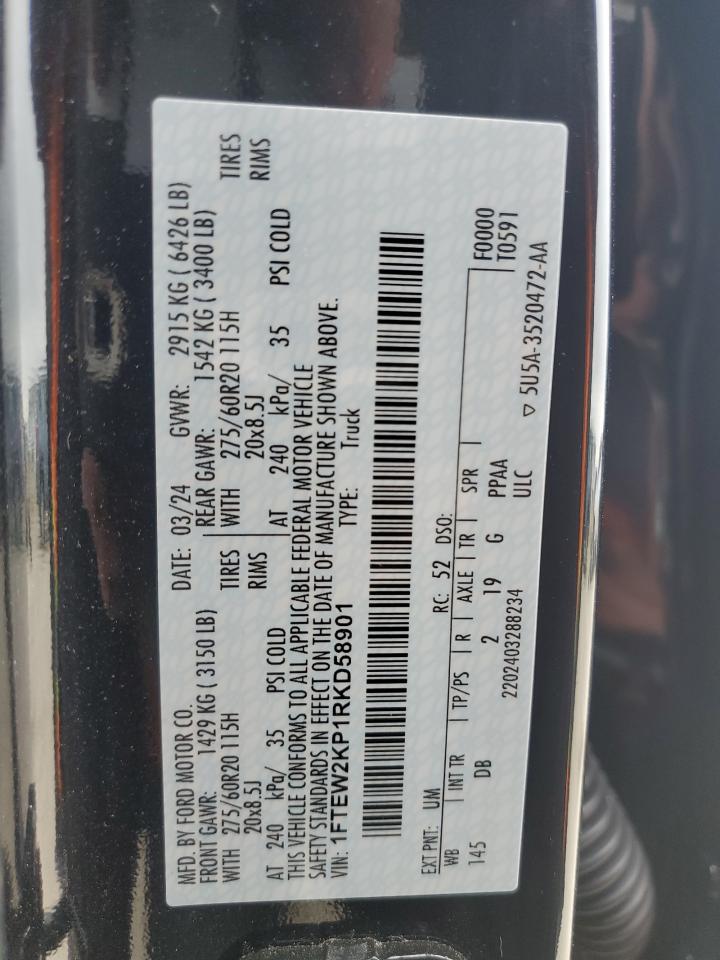 MFD. BY FORD MOTOR CO. DATE: 03/24 GVWR: 2915 KG ( 6426 LB)
FRONT GAWR: 1429 KG ( 3150 LB) REAR GAWR: 1542 KG ( 3400 LB)
WITH 275/60R20 115H TIRES WITH 275/60R20 115H TIRES
20x8.5J RIMS 20x8.5J RIMS
AT 240 kPa/ 35 PSI COLD AT 240 kPa/ 35 PSI COLD
THIS VEHICLE CONFORMS TO ALL APPLICABLE FEDERAL MOTOR VEHICLE
SAFETY STANDARDS IN EFFECT ON THE DATE OF MANUFACTURE SHOWN ABOVE.
VIN: 1FTEW2KP1RKD58901 TYPE: Truck
EXT PNT: UM RC: 52 DSO:
WB INT TR TP/PS R AXLE TR SPR F0000
145 DB 2 19 G PPAA T0591
2202403288234 ULC
▽ 5U5A-3520472-AA